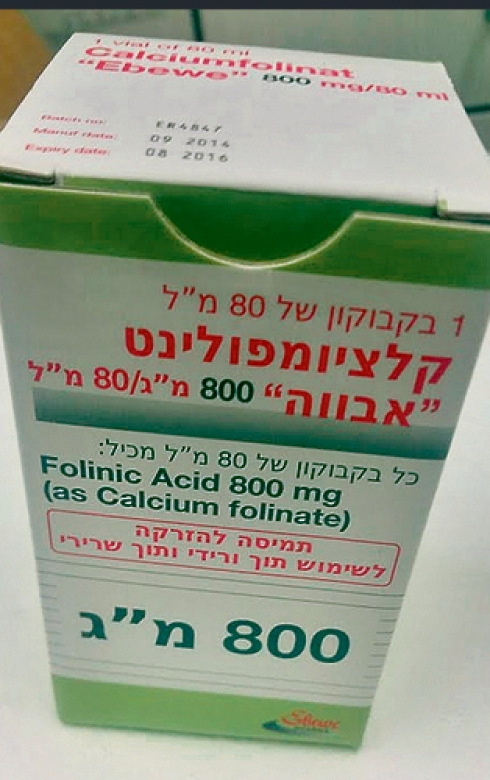 1 vial of 80 ml
Calciumfolinat
“Ebewe” 800 mg/80 ml
Batch no: ER4847
Manuf date: 09 2014
Expiry date: 08 2016
1 בקבוקון של 80 מ”ל
קלציומפולינט
”אבווה“ 800 מ”ג/80 מ”ל
כל בקבוקון של 80 מ”ל מכיל:
Folinic Acid 800 mg
(as Calcium folinate)
תמיסה להזרקה
לשימוש תוך ורידי ותוך שרירי
800 מ”ג
Ebewe